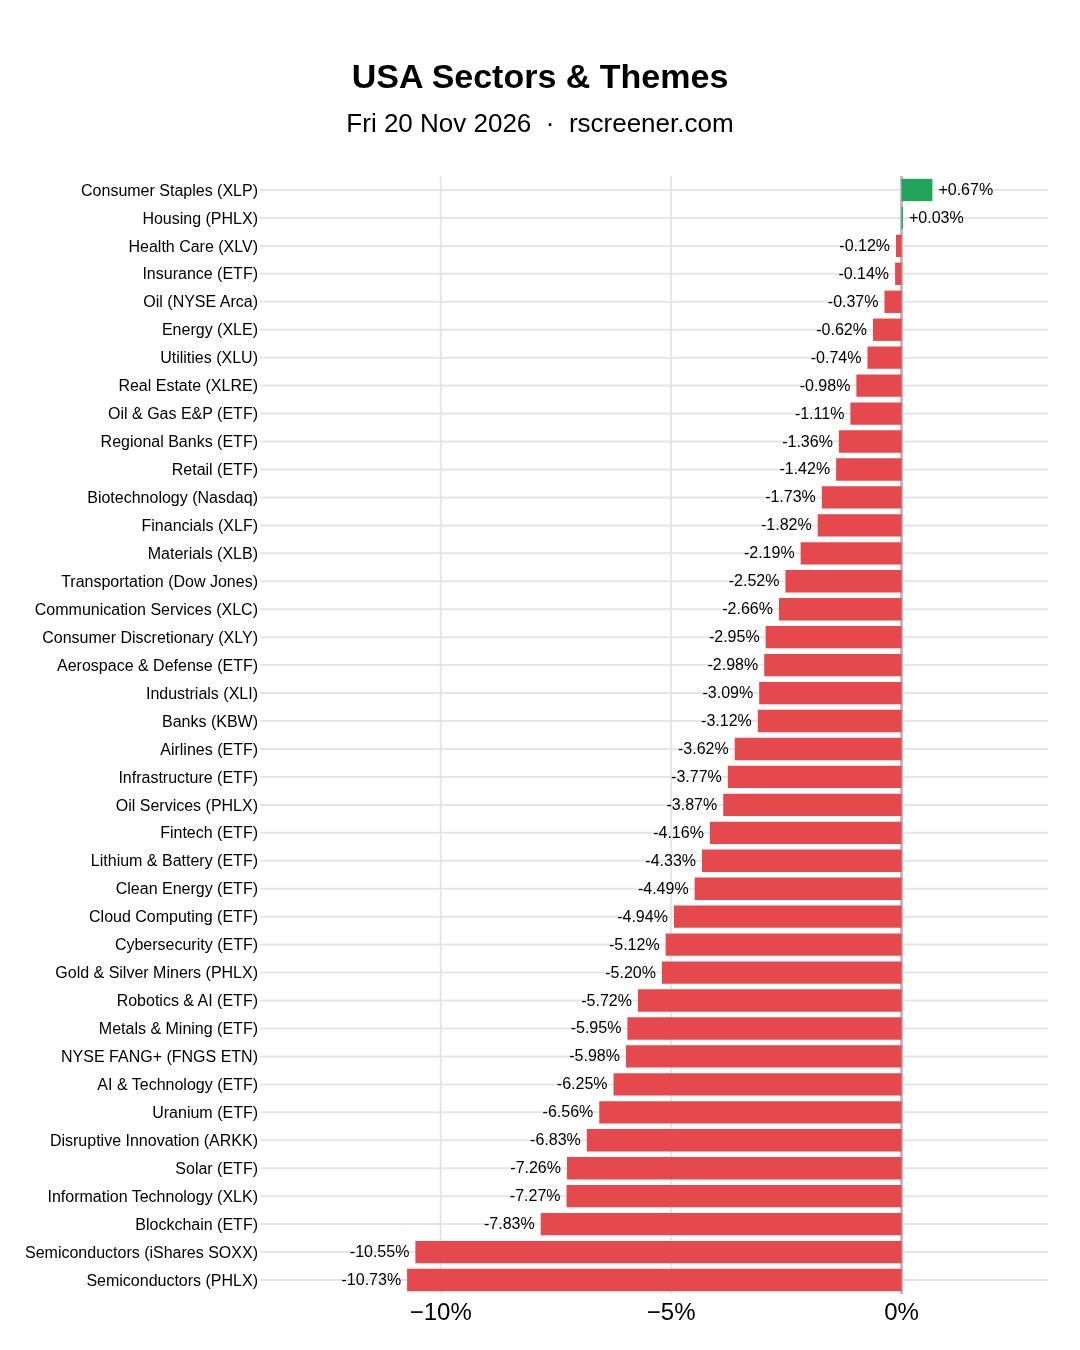 USA Sectors & Themes
Fri 20 Nov 2026 · rscreener.com
Consumer Staples (XLP) +0.67%
Housing (PHLX) +0.03%
Health Care (XLV) -0.12%
Insurance (ETF) -0.14%
Oil (NYSE Arca) -0.37%
Energy (XLE) -0.62%
Utilities (XLU) -0.74%
Real Estate (XLRE) -0.98%
Oil & Gas E&P (ETF) -1.11%
Regional Banks (ETF) -1.36%
Retail (ETF) -1.42%
Biotechnology (Nasdaq) -1.73%
Financials (XLF) -1.82%
Materials (XLB) -2.19%
Transportation (Dow Jones) -2.52%
Communication Services (XLC) -2.66%
Consumer Discretionary (XLY) -2.95%
Aerospace & Defense (ETF) -2.98%
Industrials (XLI) -3.09%
Banks (KBW) -3.12%
Airlines (ETF) -3.62%
Infrastructure (ETF) -3.77%
Oil Services (PHLX) -3.87%
Fintech (ETF) -4.16%
Lithium & Battery (ETF) -4.33%
Clean Energy (ETF) -4.49%
Cloud Computing (ETF) -4.94%
Cybersecurity (ETF) -5.12%
Gold & Silver Miners (PHLX) -5.20%
Robotics & AI (ETF) -5.72%
Metals & Mining (ETF) -5.95%
NYSE FANG+ (FNGS ETN) -5.98%
AI & Technology (ETF) -6.25%
Uranium (ETF) -6.56%
Disruptive Innovation (ARKK) -6.83%
Solar (ETF) -7.26%
Information Technology (XLK) -7.27%
Blockchain (ETF) -7.83%
Semiconductors (iShares SOXX) -10.55%
Semiconductors (PHLX) -10.73%
−10% −5% 0%